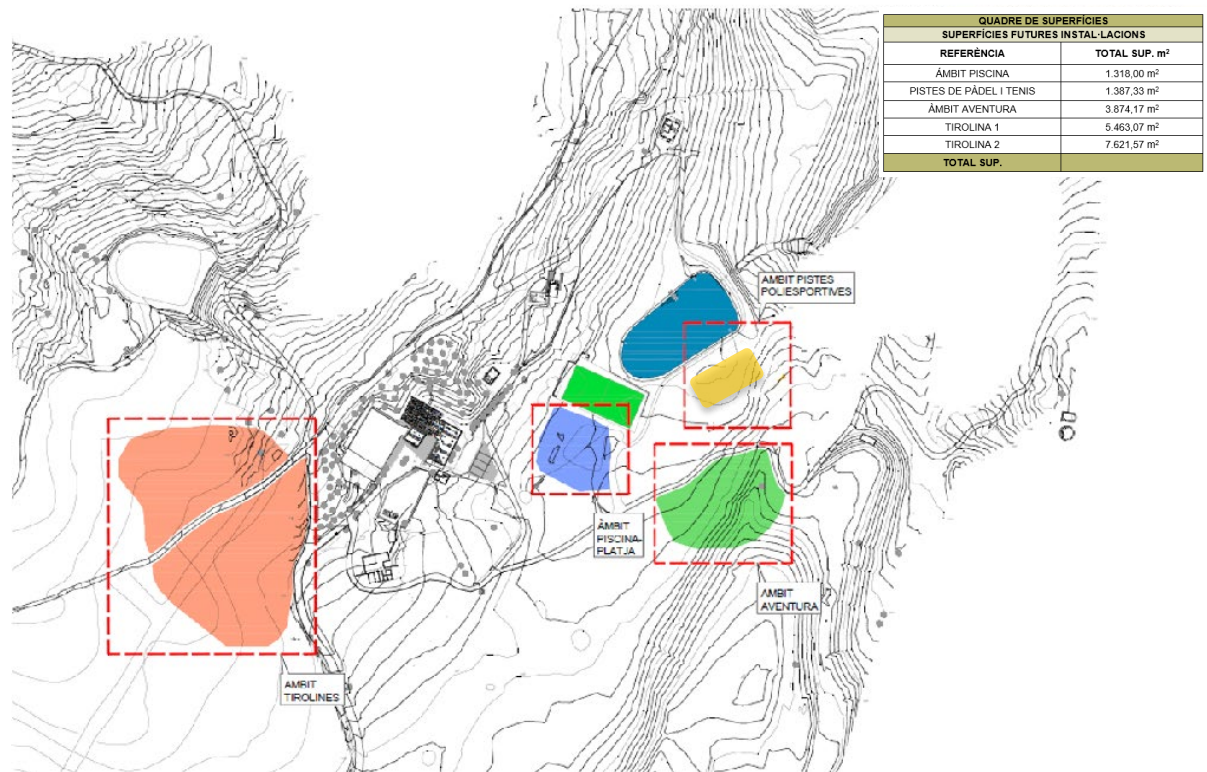 QUADRE DE SUPERFÍCIES
SUPERFÍCIES FUTURES INSTAL·LACIONS
REFERÈNCIA TOTAL SUP. m²
ÁMBIT PISCINA 1.318,00 m²
PISTES DE PÀDEL I TENIS 1.387,33 m²
ÀMBIT AVENTURA 3.874,17 m²
TIROLINA 1 5.463,07 m²
TIROLINA 2 7.621,57 m²
TOTAL SUP.
AMBIT PISTES
POLIESPORTIVES
ÀMBIT
PISCINA-
PLATJA
AMBIT
AVENTURA
AMBIT
TIROLINES